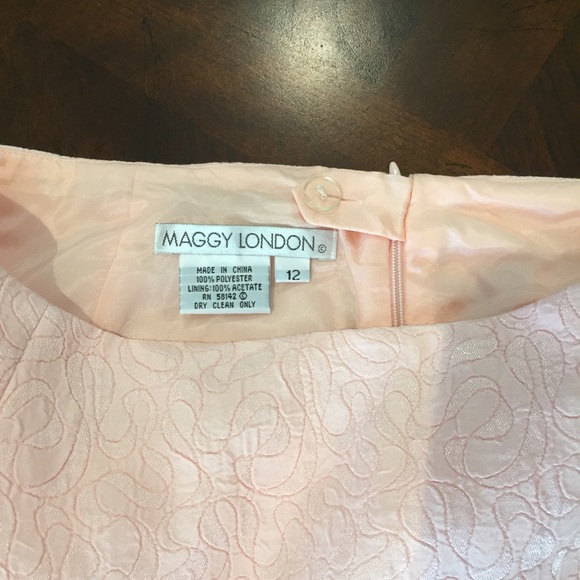 MAGGY LONDON©
MADE IN CHINA
100% POLYESTER
LINING:100% ACETATE
RN 58142 ©
DRY CLEAN ONLY
12